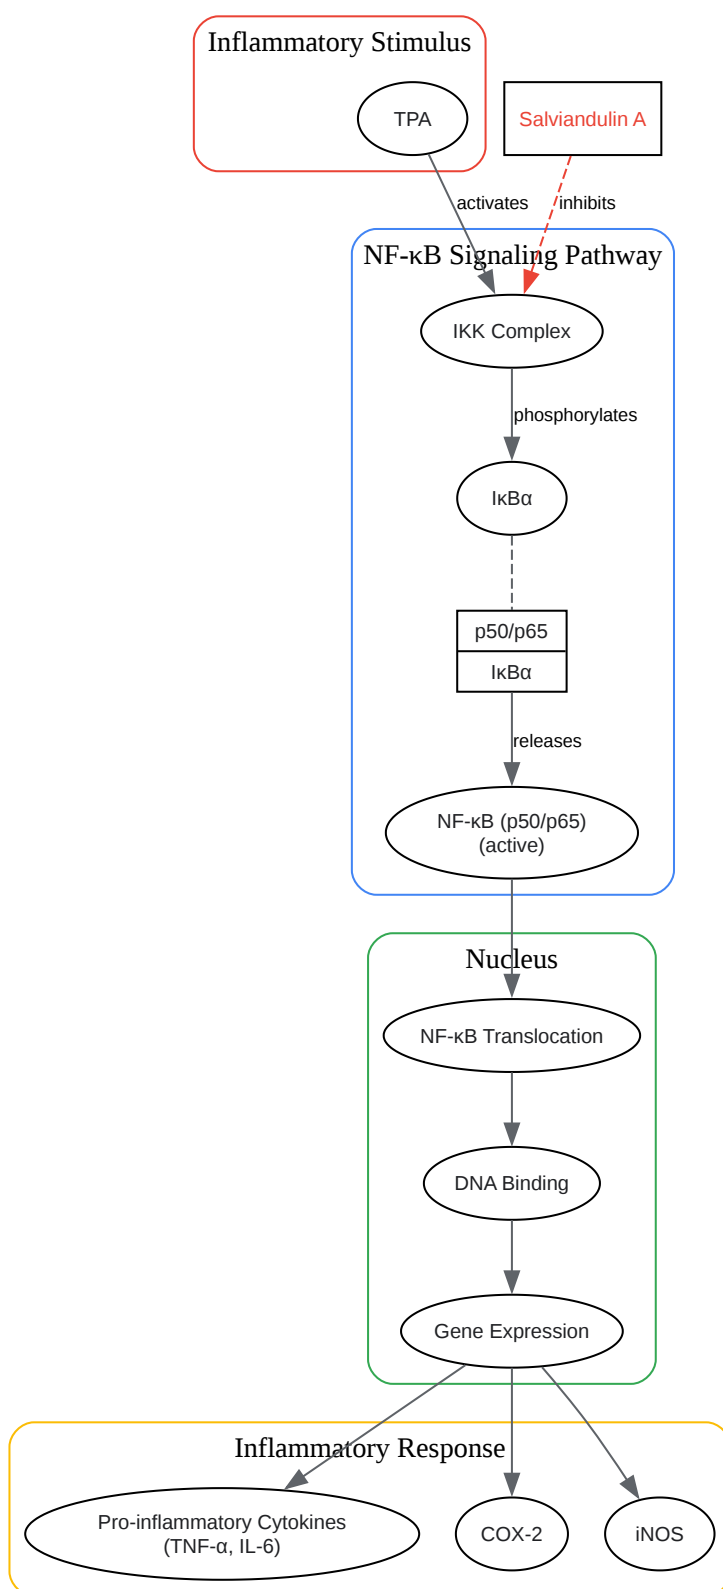 Inflammatory Stimulus
TPA
Salviandulin A
activates
inhibits
NF-κB Signaling Pathway
IKK Complex
phosphorylates
IκBα
p50/p65
IκBα
releases
NF-κB (p50/p65)
(active)
Nucleus
NF-κB Translocation
DNA Binding
Gene Expression
Inflammatory Response
Pro-inflammatory Cytokines
(TNF-α, IL-6)
COX-2
iNOS